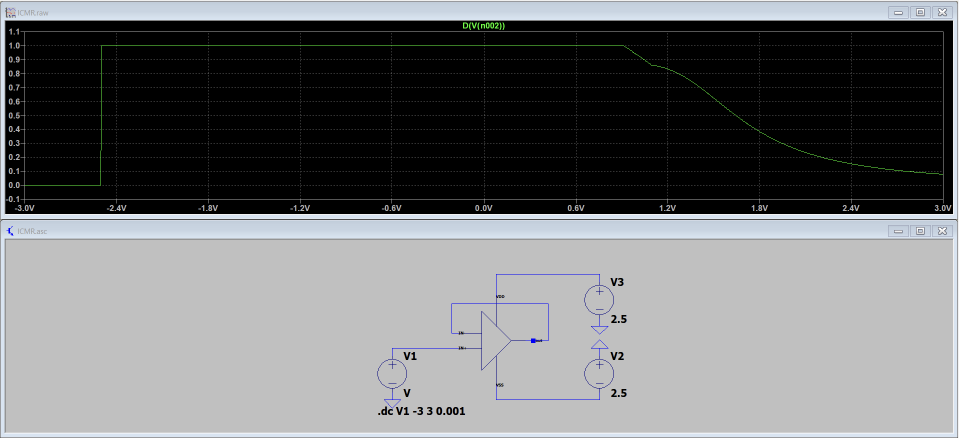 ICMR.raw
D(V(n002))
1.1
1.0
0.9
0.8
0.7
0.6
0.5
0.4
0.3
0.2
0.1
0.0
-0.1
-3.0V -2.4V -1.8V -1.2V -0.6V 0.0V 0.6V 1.2V 1.8V 2.4V 3.0V
ICMR.asc
V3
VDD
2.5
IN-
IN+
V1
V2
V
VSS
2.5
.dc V1 -3 3 0.001